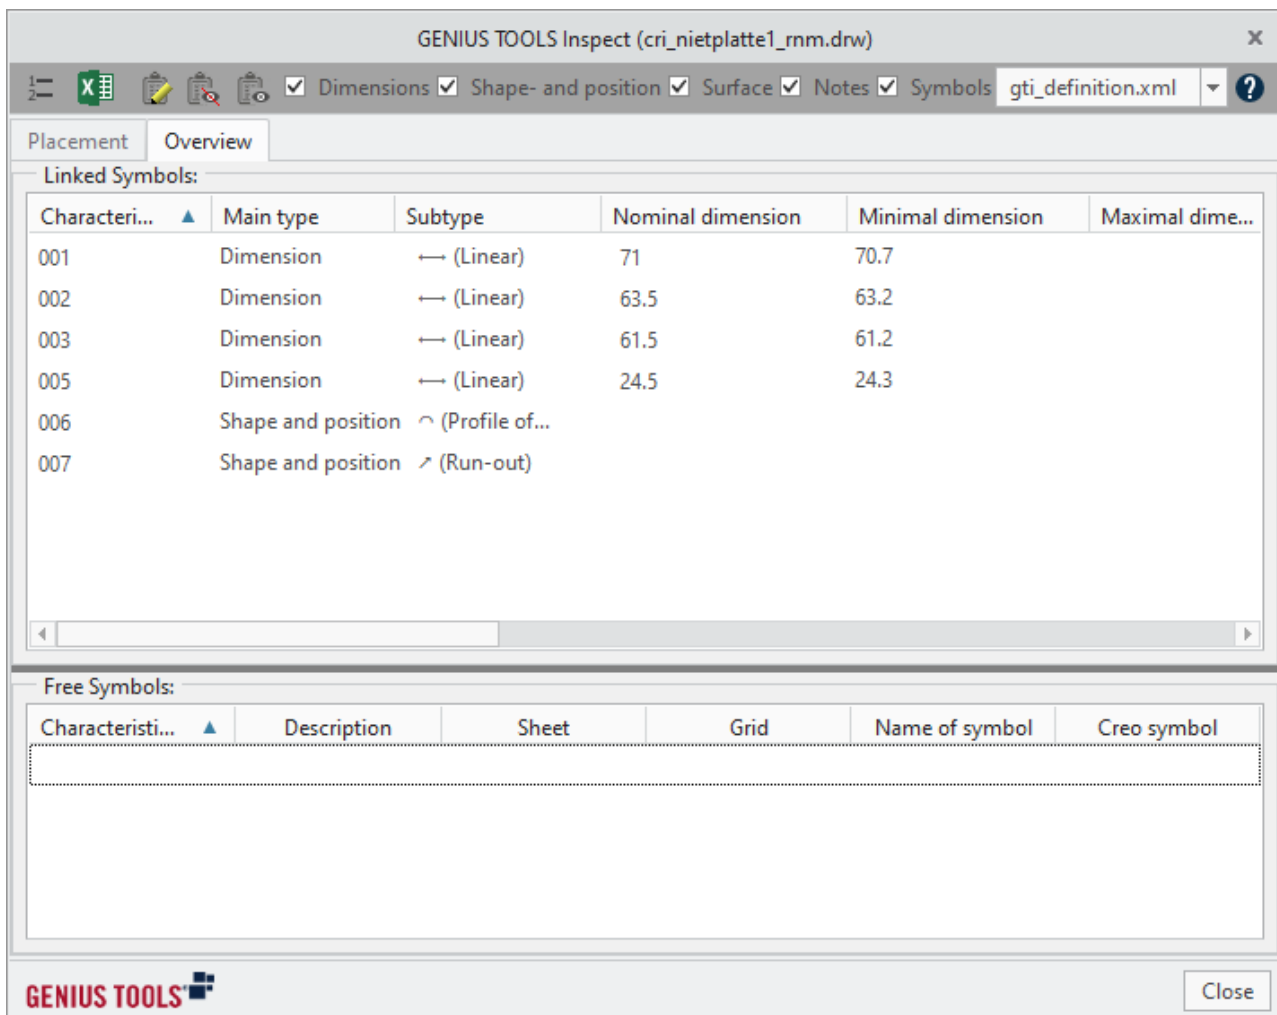 GENIUS TOOLS Inspect (cri_nietplatte1_rnm.drw)
Dimensions Shape- and position Surface Notes Symbols gti_definition.xml
Placement Overview
Linked Symbols:
Characteri... Main type Subtype Nominal dimension Minimal dimension Maximal dime...
001 Dimension (Linear) 71 70.7
002 Dimension (Linear) 63.5 63.2
003 Dimension (Linear) 61.5 61.2
005 Dimension (Linear) 24.5 24.3
006 Shape and position (Profile of...
007 Shape and position (Run-out)
Free Symbols:
Characteristi... Description Sheet Grid Name of symbol Creo symbol
GENIUS TOOLS
Close